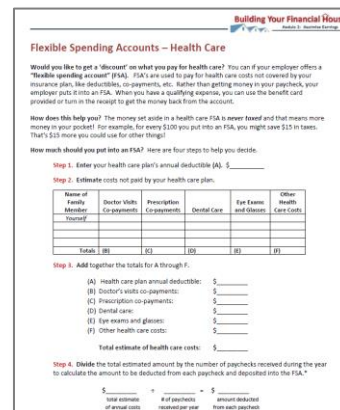 Building Your Financial House
Flexible Spending Accounts – Health Care
Would you like to get a 'discount' on what you pay for health care? You can if your employer offers a
"flexible spending account" (FSA). FSA's are used to pay for health care costs not covered by your
insurance plan, like deductibles, co-payments, etc. Rather than getting money in your paycheck, your
employer puts it into an FSA. When you have a qualifying expense, you can use the benefit card
provided or turn in the receipt to get the money back from the account.
How does this help you? The money set aside in a health care FSA is never taxed and that means more
money in your pocket! For example, for every $100 you put into an FSA, you might save $15 in taxes.
That's $15 more you could use for other things!
How much should you put into an FSA? Here are four steps to help you decide.
Step 1. Enter your health care plan's annual deductible (A). $
Step 2. Estimate costs not paid by your health care plan.
Name of Family Member Doctor Visits Co-payments Prescription Co-payments Dental Care Eye Exams and Glasses Other Health Care Costs
Yourself
Totals (B) (C) (D) (E) (F)
Step 3. Add together the totals for A through F.
(A) Health care plan annual deductible: $
(B) Doctor's visits co-payments: $
(C) Prescription co-payments: $
(D) Dental care: $
(E) Eye exams and glasses: $
(F) Other health care costs: $
Total estimate of health care costs: $
Step 4. Divide the total estimated amount by the number of paychecks received during the year
to calculate the amount to be deducted from each paycheck and deposited into the FSA.*
$ ÷ = $
total estimate # of paychecks amount deducted
of annual costs received per year from each paycheck